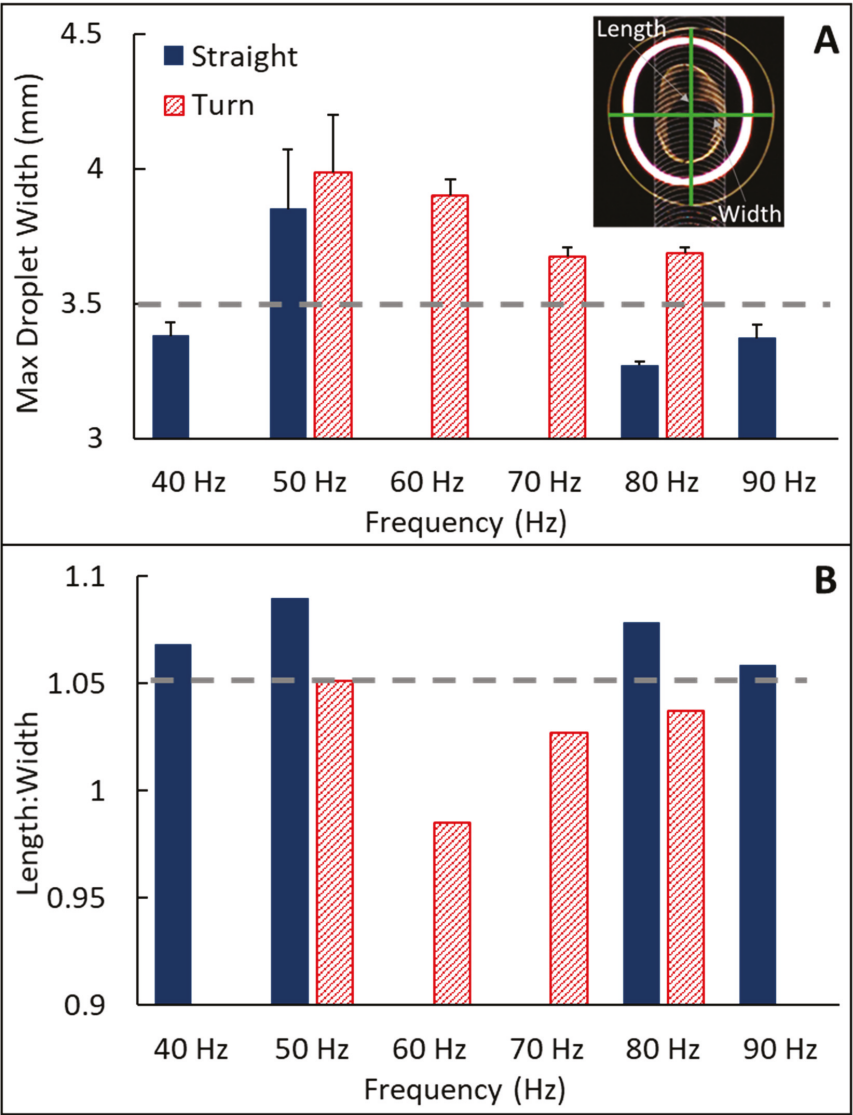 A
4.5
4
3.5
3
Max Droplet Width (mm)
Straight
Turn
Length
Width
40 Hz 50 Hz 60 Hz 70 Hz 80 Hz 90 Hz
Frequency (Hz)
B
1.1
1.05
1
0.95
0.9
Length:Width
40 Hz 50 Hz 60 Hz 70 Hz 80 Hz 90 Hz
Frequency (Hz)